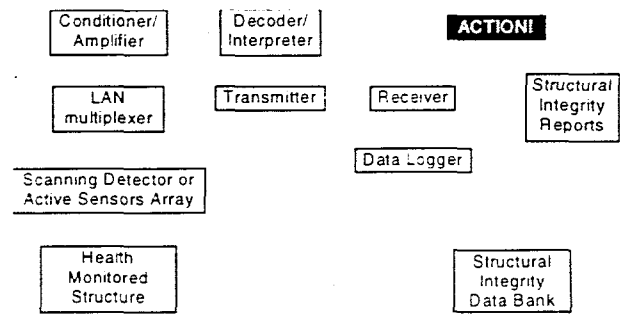 Conditioner/
Amplifier
Decoder/
Interpreter
ACTION!
LAN
multiplexer
Transmitter
Receiver
Structural
Integrity
Reports
Data Logger
Scanning Detector or
Active Sensors Array
Health
Monitored
Structure
Structural
Integrity
Data Bank